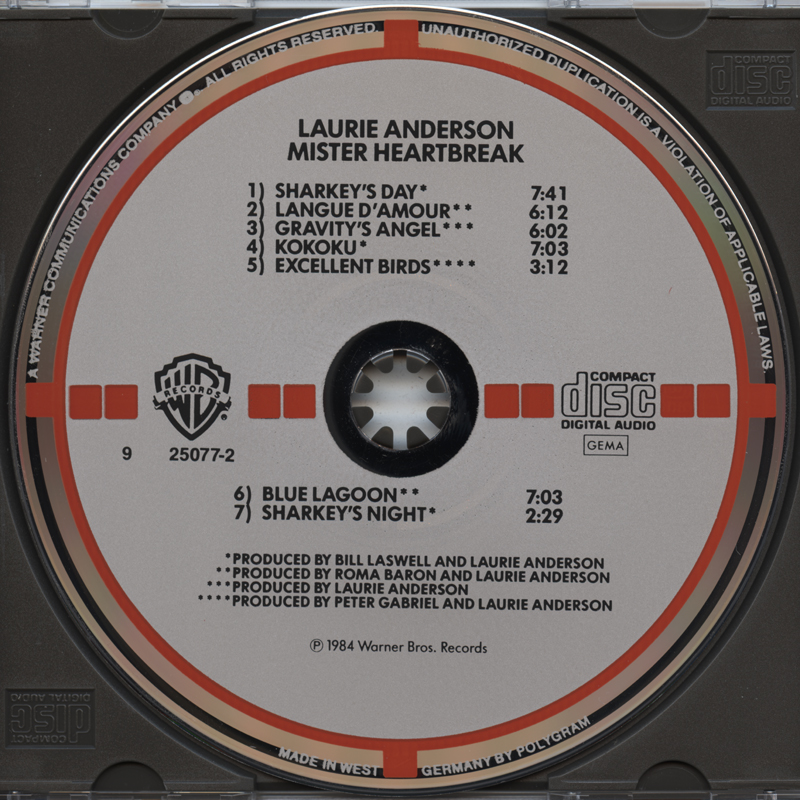 A WARNER COMMUNICATIONS COMPANY ℗. ALL RIGHTS RESERVED.
UNAUTHORIZED DUPLICATION IS A VIOLATION OF APPLICABLE LAWS.
COMPACT
disc
DIGITAL AUDIO
LAURIE ANDERSON
MISTER HEARTBREAK
1) SHARKEY'S DAY* 7:41
2) LANGUE D'AMOUR** 6:12
3) GRAVITY'S ANGEL*** 6:02
4) KOKOKU* 7:03
5) EXCELLENT BIRDS**** 3:12
WB
RECORDS
®
COMPACT
disc
DIGITAL AUDIO
GEMA
9 25077-2
6) BLUE LAGOON** 7:03
7) SHARKEY'S NIGHT* 2:29
*PRODUCED BY BILL LASWELL AND LAURIE ANDERSON
**PRODUCED BY ROMA BARON AND LAURIE ANDERSON
***PRODUCED BY LAURIE ANDERSON
****PRODUCED BY PETER GABRIEL AND LAURIE ANDERSON
℗ 1984 Warner Bros. Records
COMPACT
disc
DIGITAL AUDIO
MADE IN WEST GERMANY BY POLYGRAM